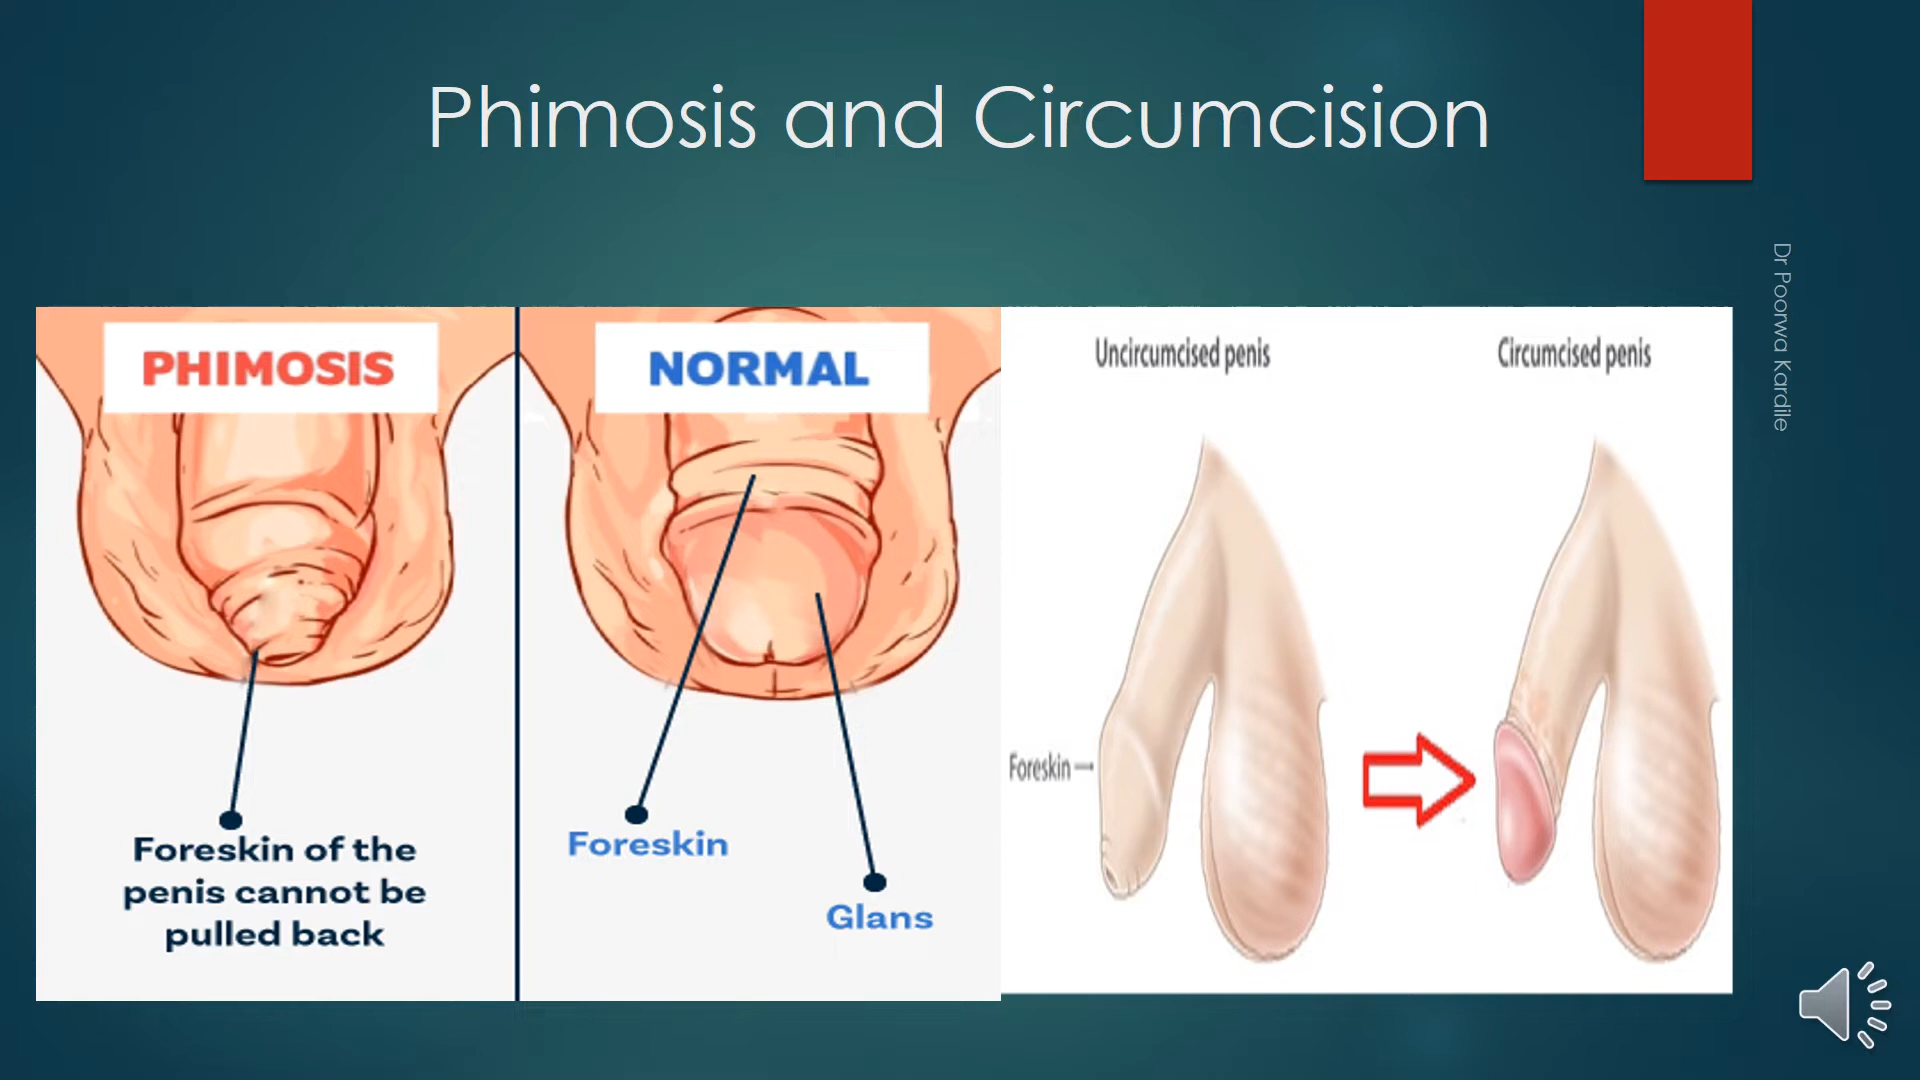 Phimosis and Circumcision
Dr Poorwa Kardile
PHIMOSIS
NORMAL
Foreskin of the
penis cannot be
pulled back
Foreskin
Glans
Uncircumcised penis
Circumcised penis
Foreskin